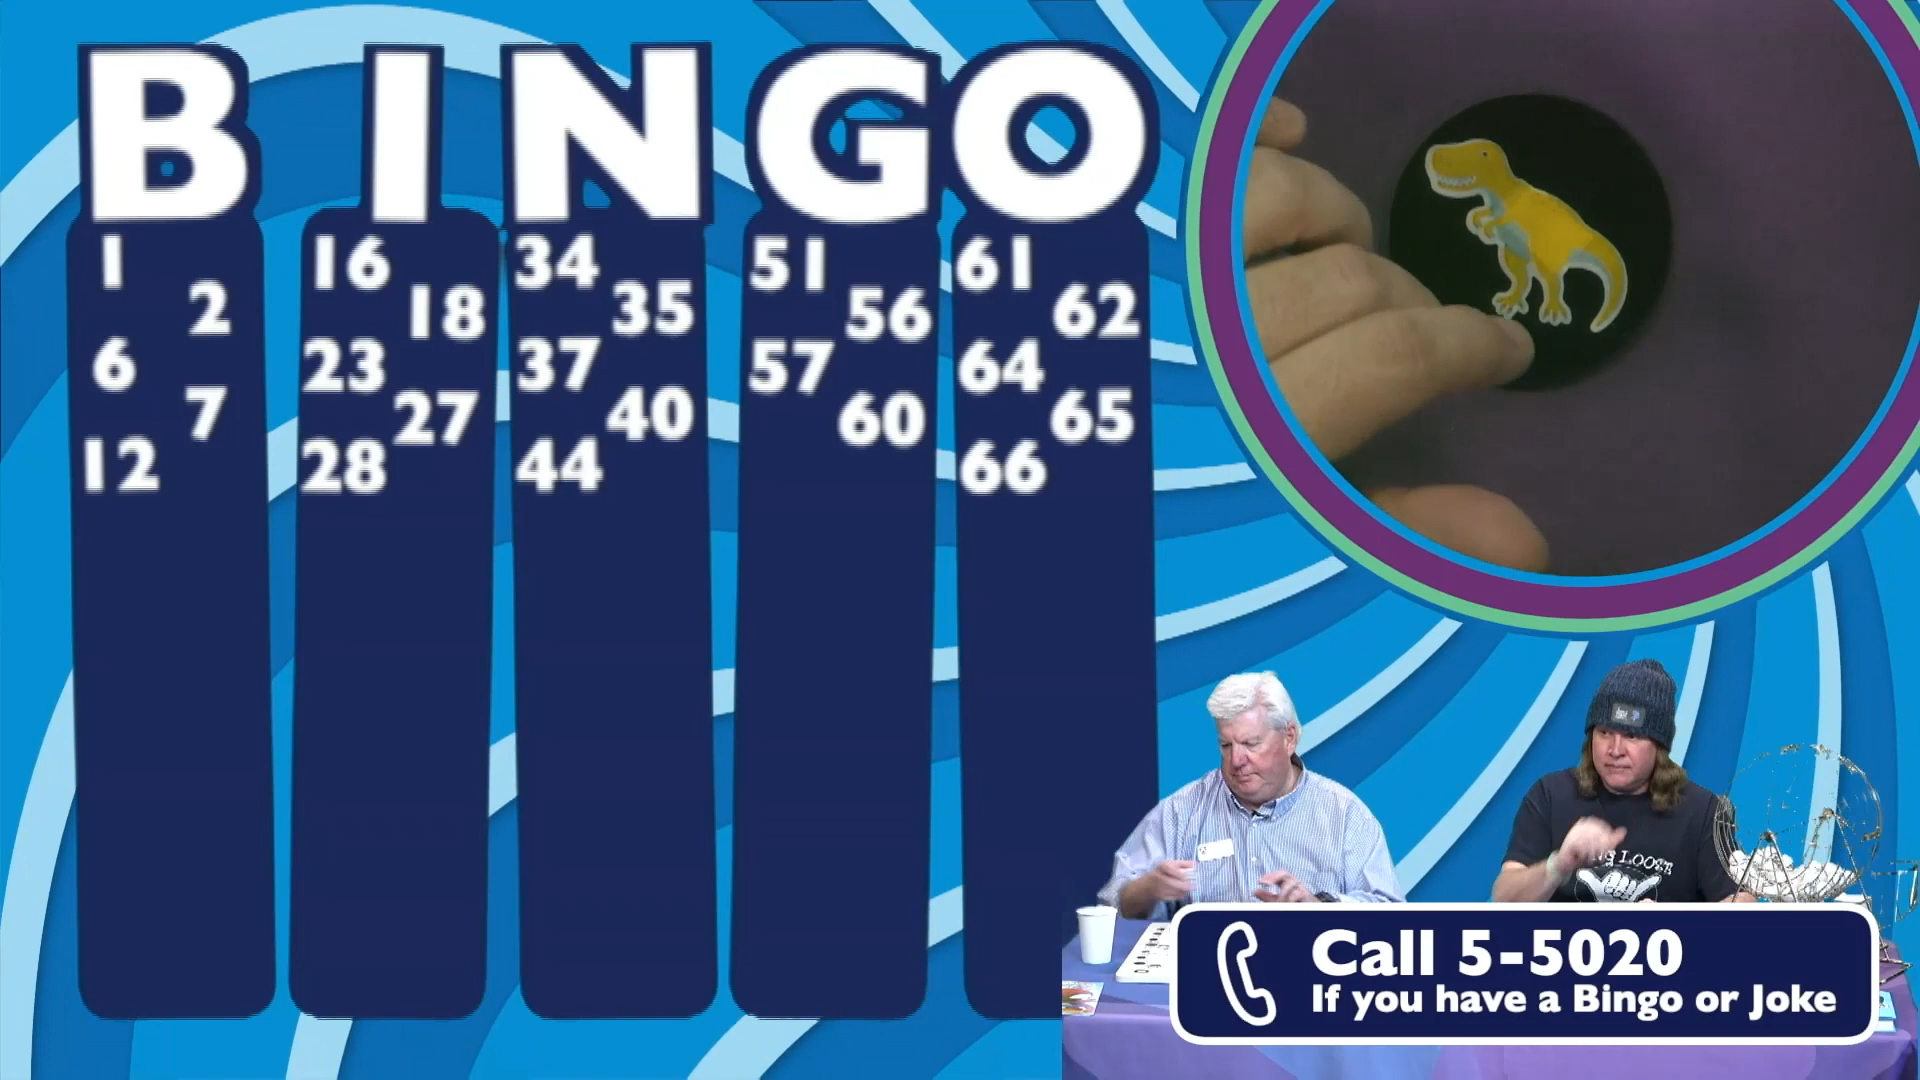 BINGO
1 16 34 51 61
2 18 35 56 62
6 23 37 57 64
7 27 40 60 65
12 28 44 66
LOOSE
Call 5-5020
If you have a Bingo or Joke